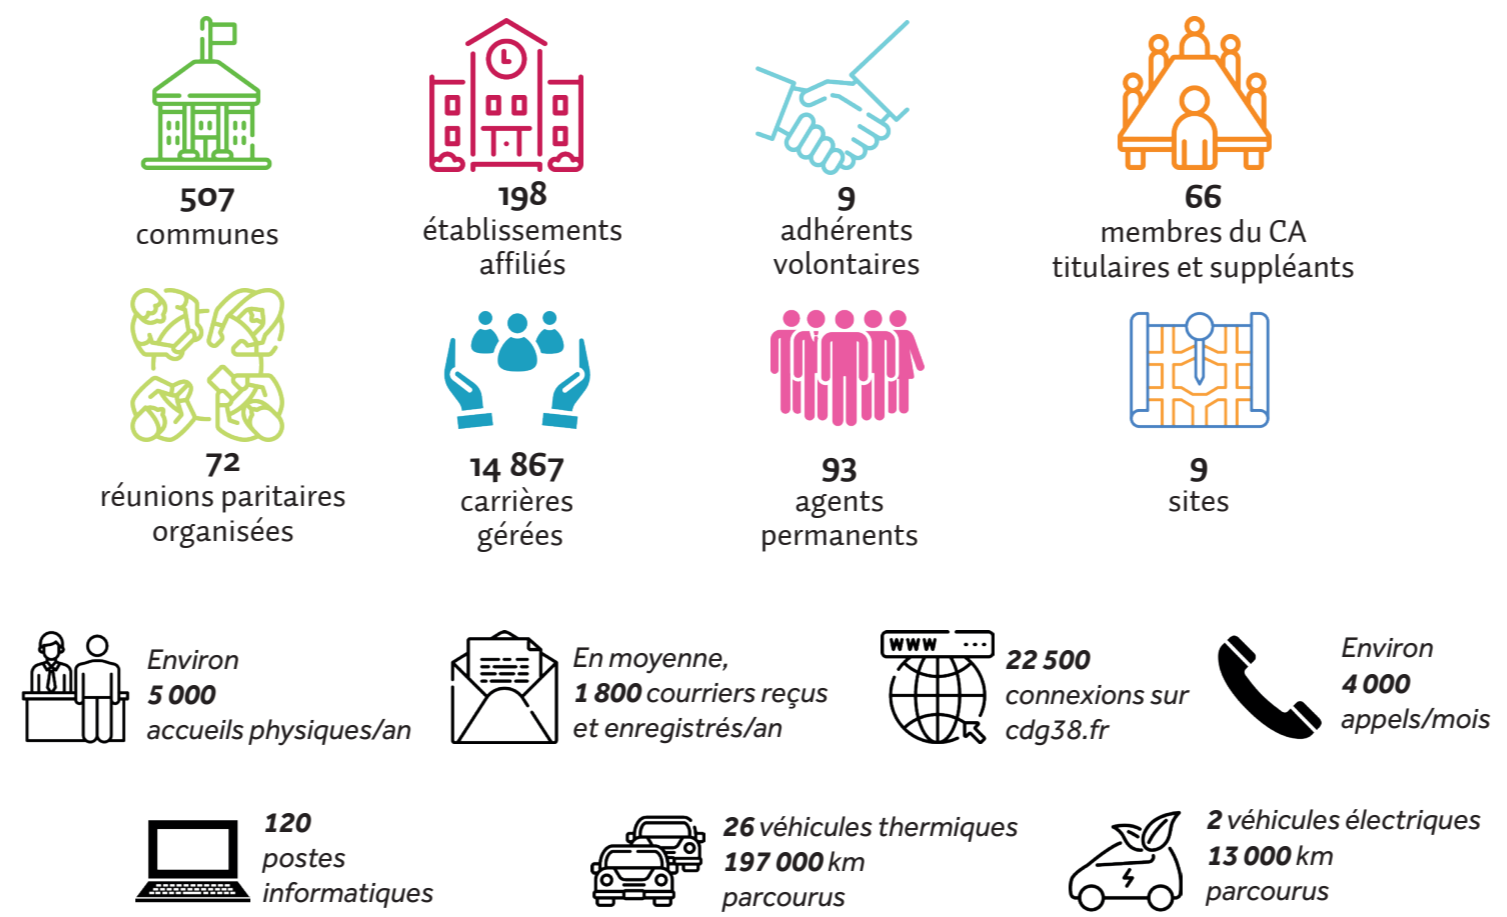 507
communes
198
établissements
affiliés
9
adhérents
volontaires
66
membres du CA
titulaires et suppléants
72
réunions paritaires
organisées
14 867
carrières
gérées
93
agents
permanents
9
sites
Environ
5 000
accueils physiques/an
En moyenne,
1 800 courriers reçus
et enregistrés/an
www
22 500
connexions sur
cdg38.fr
Environ
4 000
appels/mois
120
postes
informatiques
26 véhicules thermiques
197 000 km
parcourus
2 véhicules électriques
13 000 km
parcourus